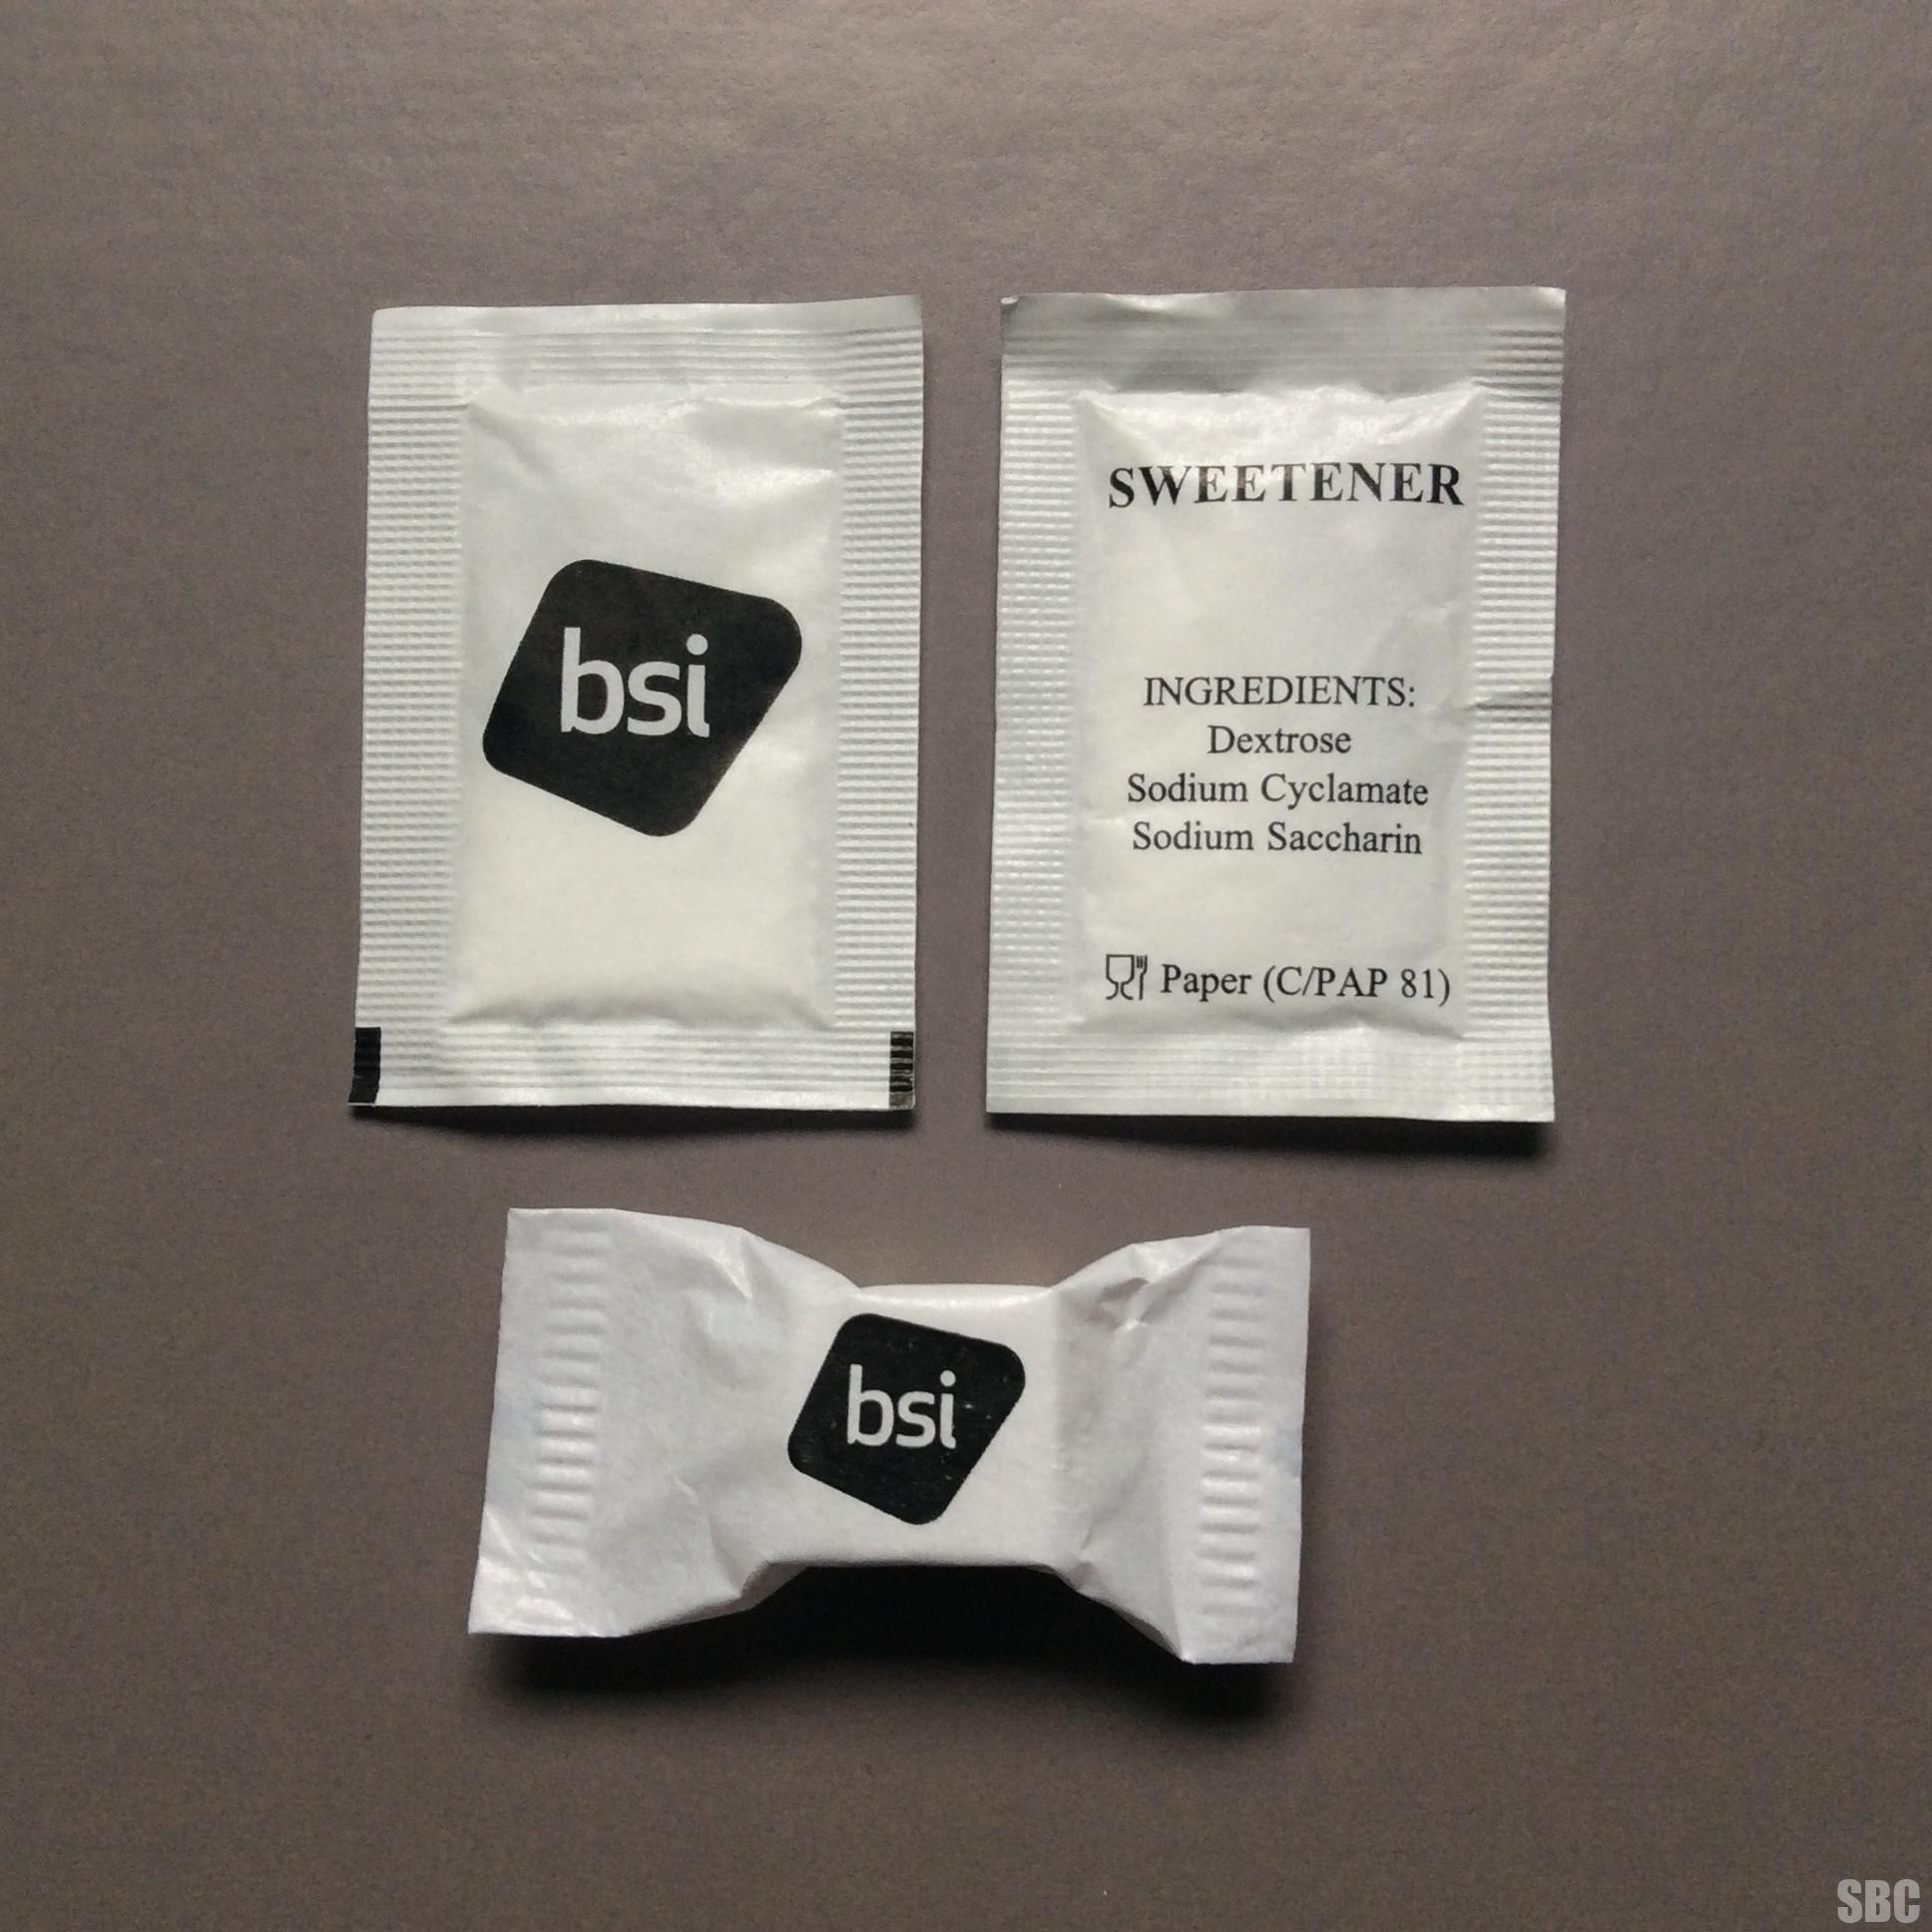 bsi
SWEETENER
INGREDIENTS:
Dextrose
Sodium Cyclamate
Sodium Saccharin
Paper (C/PAP 81)
bsi
SBC